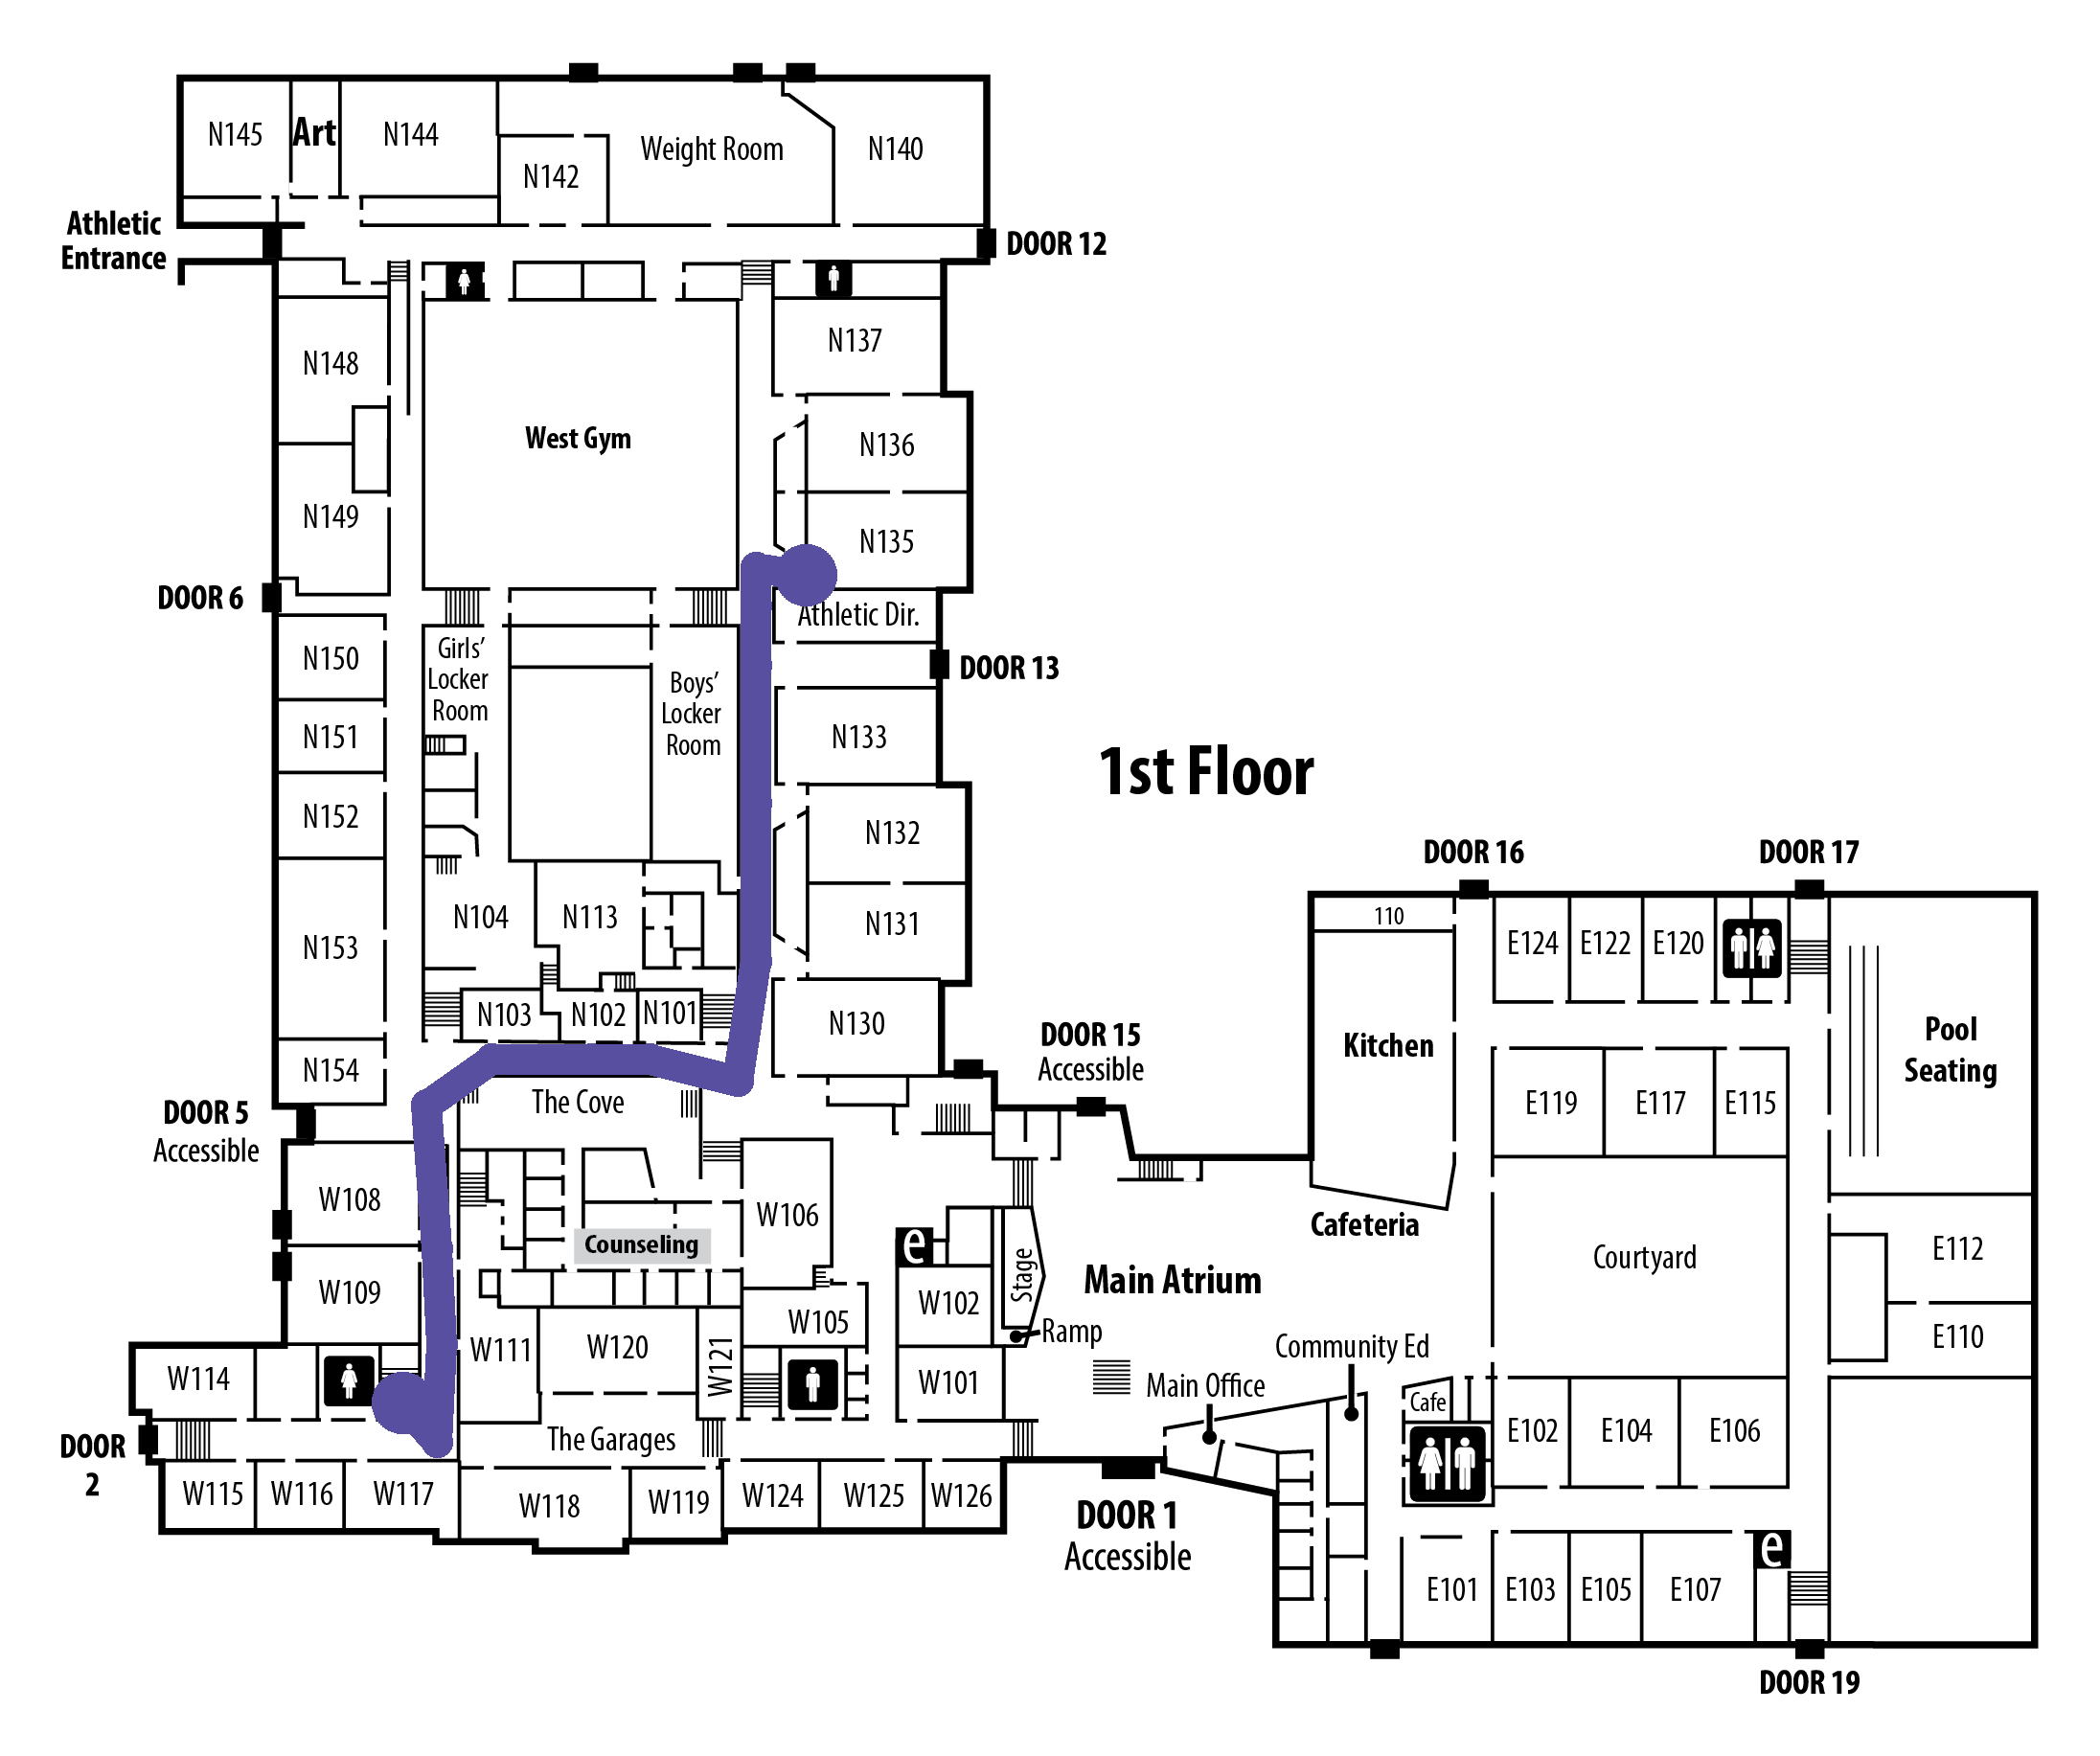 N145
Art
N144
N142
Weight Room
N140
Athletic
Entrance
DOOR 12
N137
N148
West Gym
N136
N149
N135
DOOR 6
Athletic Dir.
Girls'
Locker
Room
N150
Boys'
Locker
Room
DOOR 13
N151
N133
1st Floor
N152
N132
DOOR 16
DOOR 17
N104
N113
N131
N153
110
E124
E122
E120
N103
N102
N101
N130
DOOR 15
Accessible
Kitchen
Pool
Seating
N154
The Cove
DOOR 5
Accessible
E119
E117
E115
W108
W106
Cafeteria
Counseling
e
Stage
Main Atrium
Courtyard
E112
W109
W102
W105
Ramp
E110
W111
W120
W121
Community Ed
W114
W101
Main Office
Cafe
DOOR
2
The Garages
E102
E104
E106
W115
W116
W117
W118
W119
W124
W125
W126
DOOR 1
Accessible
e
E101
E103
E105
E107
DOOR 19